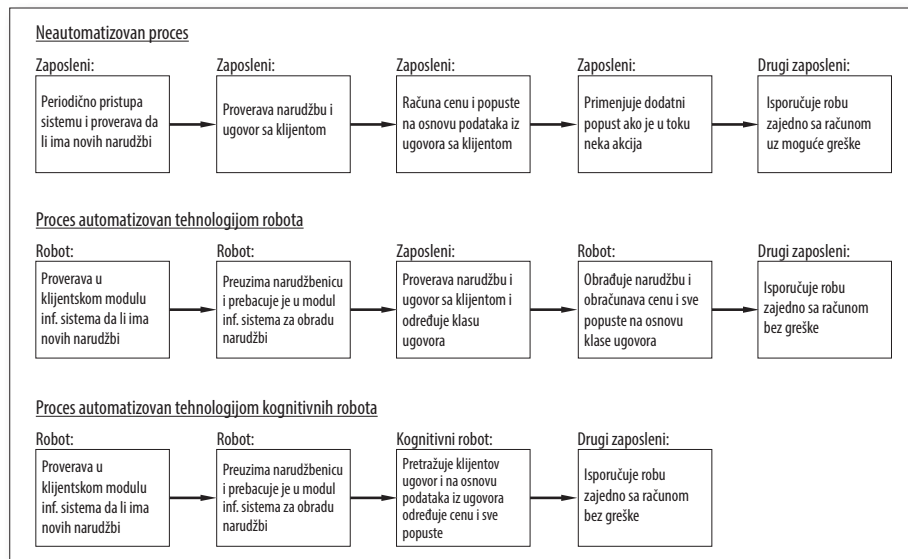 Neautomatizovan proces
Zaposleni:
Periodično pristupa
sistemu i proverava da
li ima novih narudžbi
Zaposleni:
Proverava narudžbu i
ugovor sa klijentom
Zaposleni:
Računa cenu i popuste
na osnovu podataka iz
ugovora sa klijentom
Zaposleni:
Primenjuje dodatni
popust ako je u toku
neka akcija
Drugi zaposleni:
Isporučuje robu
zajedno sa računom
uz moguće greške
Proces automatizovan tehnologijom robota
Robot:
Proverava u
klijentskom modulu
inf. sistema da li ima
novih narudžbi
Robot:
Preuzima narudžbenicu
i prebacuje je u modul
inf. sistema za obradu
narudžbi
Zaposleni:
Proverava narudžbu i
ugovor sa klijentom i
određuje klasu
ugovora
Robot:
Obrađuje narudžbu i
obračunava cenu i sve
popuste na osnovu
klase ugovora
Drugi zaposleni:
Isporučuje robu
zajedno sa računom
bez greške
Proces automatizovan tehnologijom kognitivnih robota
Robot:
Proverava u
klijentskom modulu
inf. sistema da li ima
novih narudžbi
Robot:
Preuzima narudžbenicu
i prebacuje je u modul
inf. sistema za obradu
narudžbi
Kognitivni robot:
Pretražuje klijentov
ugovor i na osnovu
podataka iz ugovora
određuje cenu i sve
popuste
Drugi zaposleni:
Isporučuje robu
zajedno sa računom
bez greške